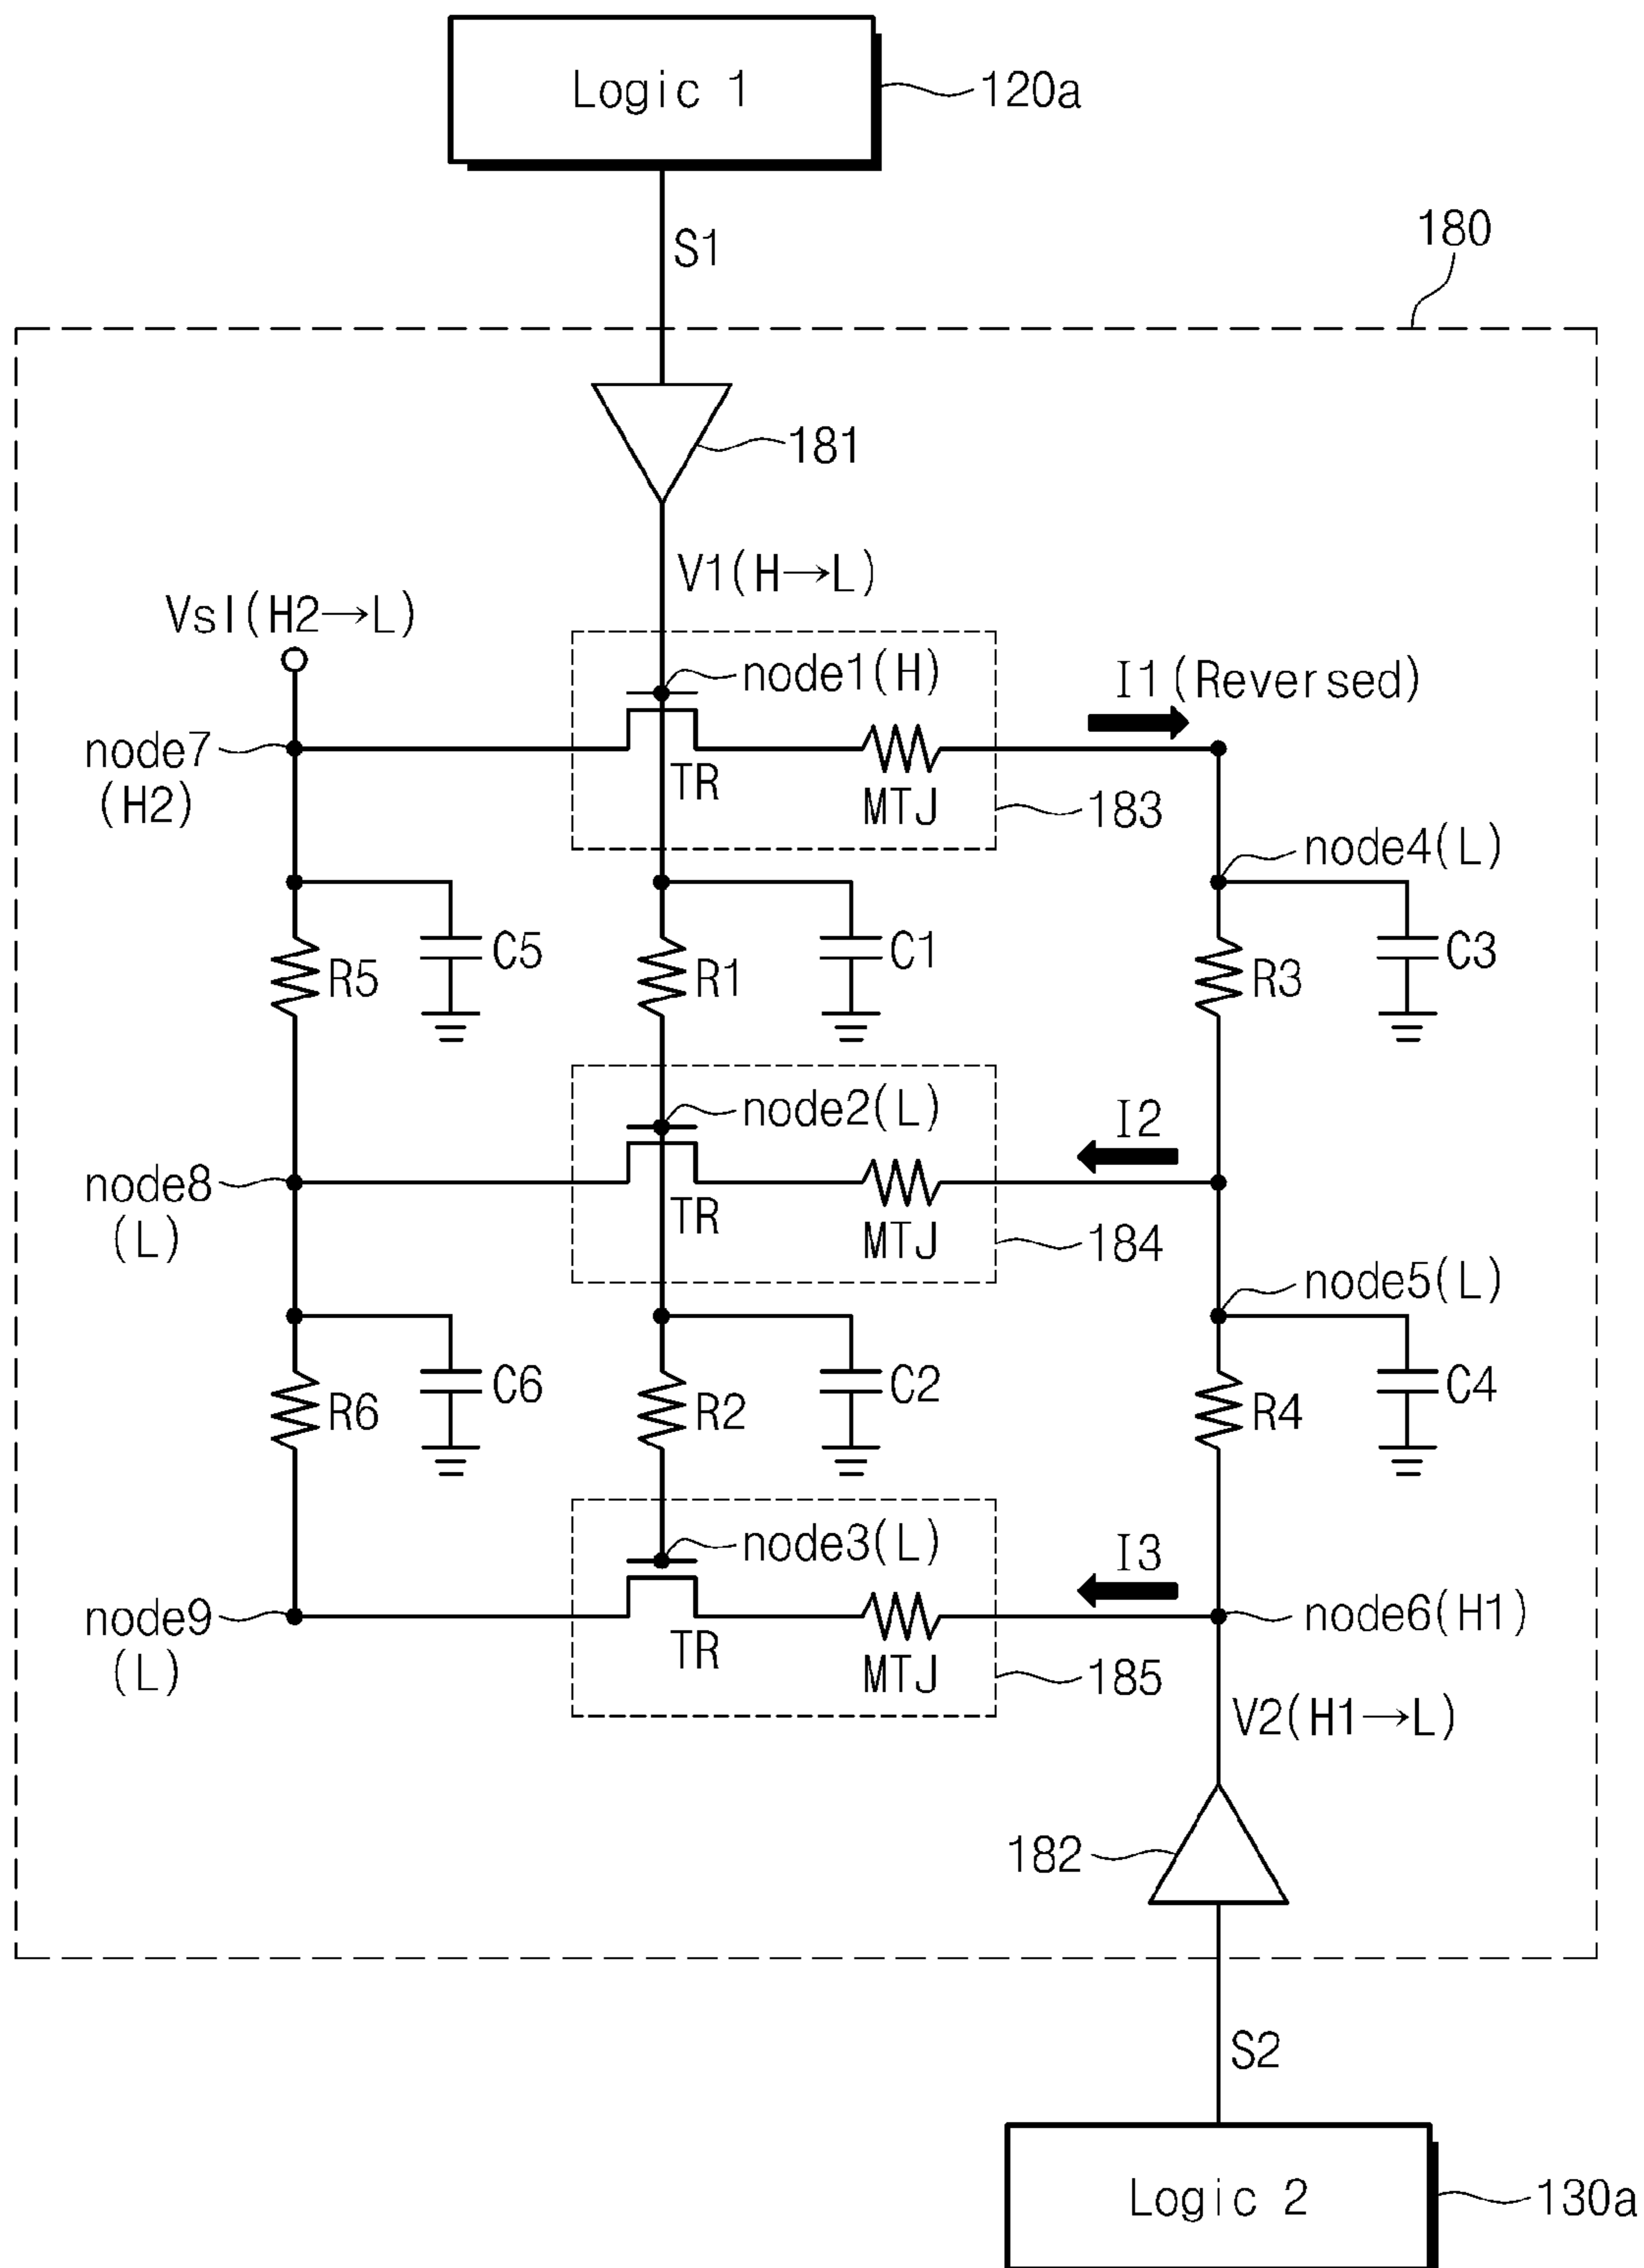 Logic 1
120a
S1
180
181
V1(H→L)
Vsl(H2→L)
node1(H)
I1(Reversed)
node7
(H2)
TR
MTJ
183
node4(L)
C5
C1
C3
R5
R1
R3
node2(L)
I2
node8
(L)
TR
MTJ
184
node5(L)
C6
C2
C4
R6
R2
R4
node3(L)
I3
node9
(L)
TR
MTJ
185
node6(H1)
V2(H1→L)
182
S2
Logic 2
130a